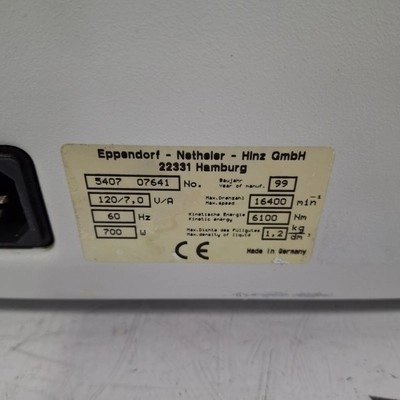 Eppendorf - Netheler - Hinz GmbH
22331 Hamburg
5407 07641 No. Baujahr Year of manuf. 99
120/7,0 V/A Max.Drehzahl Max.speed 16400 min⁻¹
60 Hz Kinetische Energie Kinetic energy 6100 Nm
700 W Max.Dichte des Füllgutes Max.density of liquid 1,2 kg/dm³
CE Made in Germany